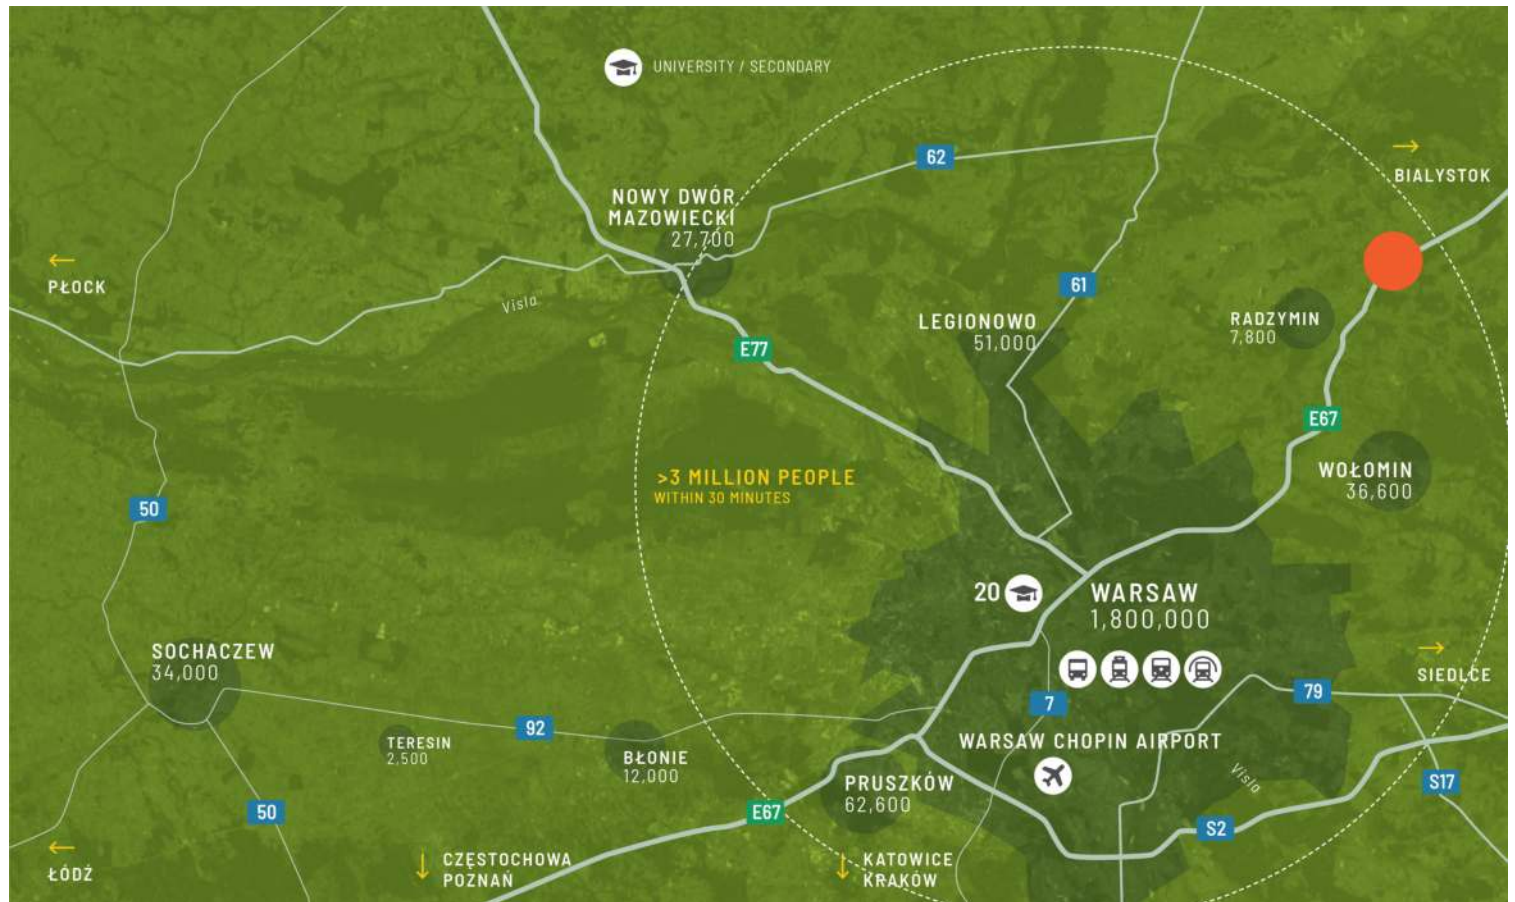 UNIVERSITY / SECONDARY
62
BIALYSTOK
NOWY DWÓR
MAZOWIECKI
27,700
PŁOCK
61
Visla
LEGIONOWO
51,000
RADZYMIN
7,800
E77
E67
>3 MILLION PEOPLE
WITHIN 30 MINUTES
WOŁOMIN
36,600
50
20
WARSAW
1,800,000
SOCHACZEW
34,000
SIEDLCE
79
7
92
TERESIN
2,500
BŁONIE
12,000
WARSAW CHOPIN AIRPORT
Visla
PRUSZKÓW
62,600
S17
50
E67
S2
ŁÓDŹ
CZĘSTOCHOWA
POZNAŃ
KATOWICE
KRAKÓW